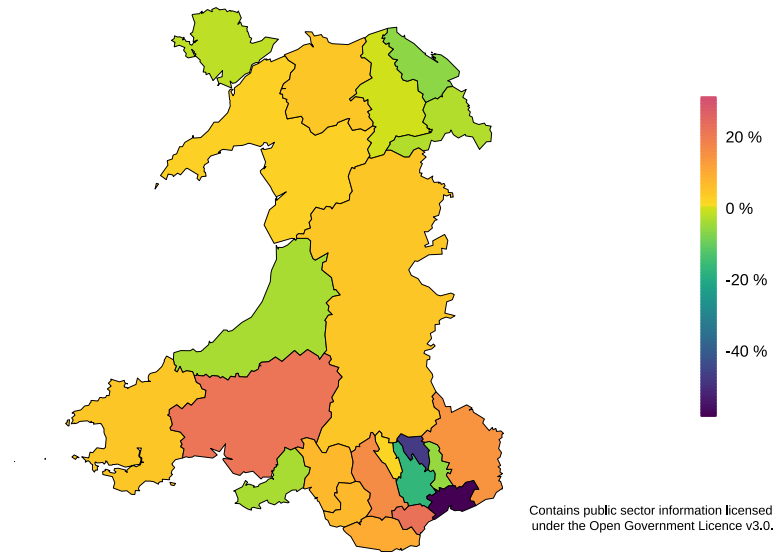 20 %
0 %
-20 %
-40 %
Contains public sector information licensed
under the Open Government Licence v3.0.